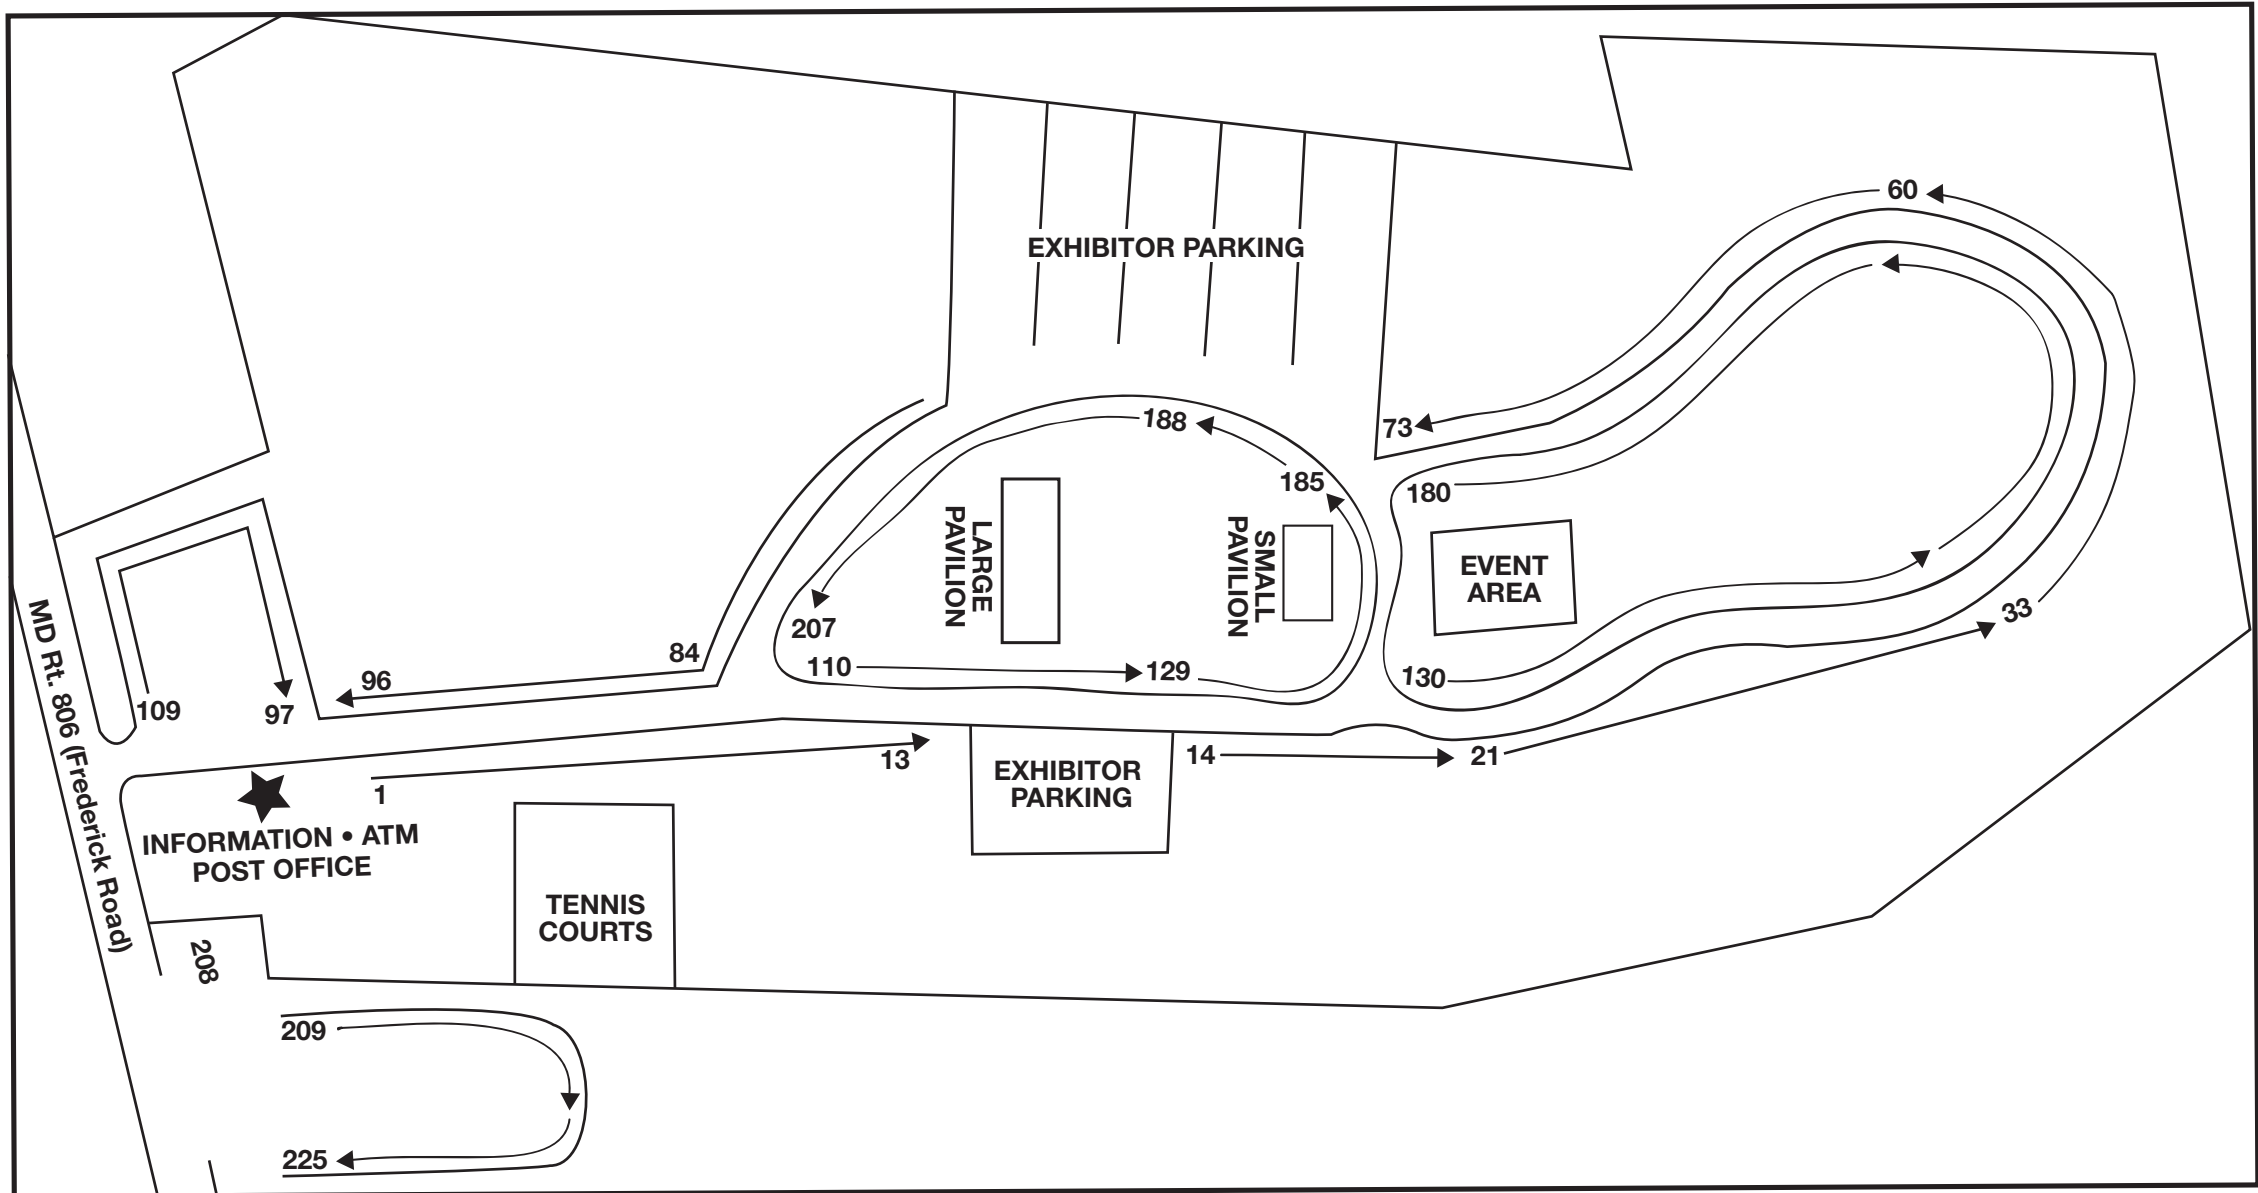 60
EXHIBITOR PARKING
188
73
185
180
LARGE
PAVILION
SMALL
PAVILION
EVENT
AREA
MD Rt. 806 (Frederick Road)
207
33
84
110
129
130
96
109
97
13
14
21
EXHIBITOR
PARKING
1
INFORMATION • ATM
POST OFFICE
TENNIS
COURTS
208
209
225